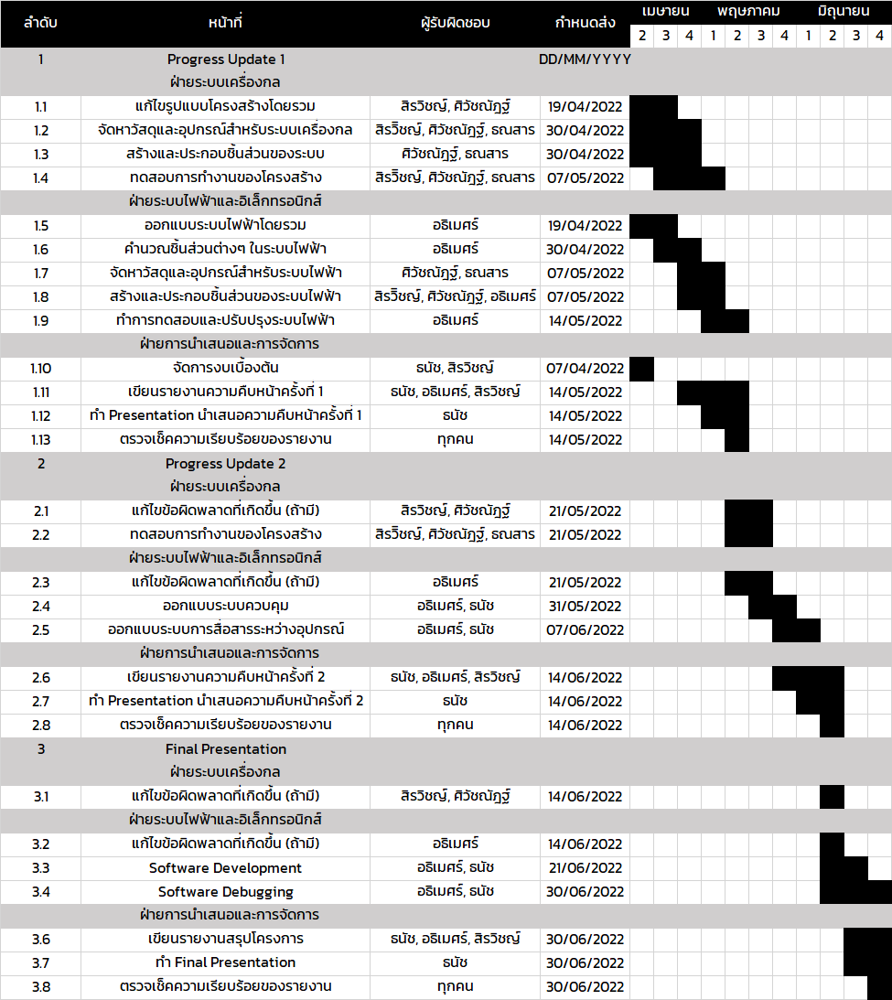 ลำดับ หน้าที่ ผู้รับผิดชอบ กำหนดส่ง เมษายน พฤษภาคม มิถุนายน
2 3 4 1 2 3 4 1 2 3 4
1 Progress Update 1 DD/MM/YYYY
ฝ่ายระบบเครื่องกล
1.1 แก้ไขรูปแบบโครงสร้างโดยรวม สิรวิชญ์, ศิวัชณัฎฐ์ 19/04/2022
1.2 จัดหาวัสดุและอุปกรณ์สำหรับระบบเครื่องกล สิรวิชญ์, ศิวัชณัฎฐ์, ธณสาร 30/04/2022
1.3 สร้างและประกอบชิ้นส่วนของระบบ ศิวัชณัฎฐ์, ธณสาร 30/04/2022
1.4 ทดสอบการทำงานของโครงสร้าง สิรวิชญ์, ศิวัชณัฎฐ์, ธณสาร 07/05/2022
ฝ่ายระบบไฟฟ้าและอิเล็กทรอนิกส์
1.5 ออกแบบระบบไฟฟ้าโดยรวม อธิเมศร์ 19/04/2022
1.6 คำนวณชิ้นส่วนต่างๆ ในระบบไฟฟ้า อธิเมศร์ 30/04/2022
1.7 จัดหาวัสดุและอุปกรณ์สำหรับระบบไฟฟ้า ศิวัชณัฎฐ์, ธณสาร 07/05/2022
1.8 สร้างและประกอบชิ้นส่วนของระบบไฟฟ้า สิรวิชญ์, ศิวัชณัฎฐ์, อธิเมศร์ 07/05/2022
1.9 ทำการทดสอบและปรับปรุงระบบไฟฟ้า อธิเมศร์ 14/05/2022
ฝ่ายการนำเสนอและการจัดการ
1.10 จัดการงบเบื้องต้น ธนัช, สิรวิชญ์ 07/04/2022
1.11 เขียนรายงานความคืบหน้าครั้งที่ 1 ธนัช, อธิเมศร์, สิรวิชญ์ 14/05/2022
1.12 ทำ Presentation นำเสนอความคืบหน้าครั้งที่ 1 ธนัช 14/05/2022
1.13 ตรวจเช็คความเรียบร้อยของรายงาน ทุกคน 14/05/2022
2 Progress Update 2
ฝ่ายระบบเครื่องกล
2.1 แก้ไขข้อผิดพลาดที่เกิดขึ้น (ถ้ามี) สิรวิชญ์, ศิวัชณัฎฐ์ 21/05/2022
2.2 ทดสอบการทำงานของโครงสร้าง สิรวิชญ์, ศิวัชณัฎฐ์, ธณสาร 21/05/2022
ฝ่ายระบบไฟฟ้าและอิเล็กทรอนิกส์
2.3 แก้ไขข้อผิดพลาดที่เกิดขึ้น (ถ้ามี) อธิเมศร์ 21/05/2022
2.4 ออกแบบระบบควบคุม อธิเมศร์, ธนัช 31/05/2022
2.5 ออกแบบระบบการสื่อสารระหว่างอุปกรณ์ อธิเมศร์, ธนัช 07/06/2022
ฝ่ายการนำเสนอและการจัดการ
2.6 เขียนรายงานความคืบหน้าครั้งที่ 2 ธนัช, อธิเมศร์, สิรวิชญ์ 14/06/2022
2.7 ทำ Presentation นำเสนอความคืบหน้าครั้งที่ 2 ธนัช 14/06/2022
2.8 ตรวจเช็คความเรียบร้อยของรายงาน ทุกคน 14/06/2022
3 Final Presentation
ฝ่ายระบบเครื่องกล
3.1 แก้ไขข้อผิดพลาดที่เกิดขึ้น (ถ้ามี) สิรวิชญ์, ศิวัชณัฎฐ์ 14/06/2022
ฝ่ายระบบไฟฟ้าและอิเล็กทรอนิกส์
3.2 แก้ไขข้อผิดพลาดที่เกิดขึ้น (ถ้ามี) อธิเมศร์ 14/06/2022
3.3 Software Development อธิเมศร์, ธนัช 21/06/2022
3.4 Software Debugging อธิเมศร์, ธนัช 30/06/2022
ฝ่ายการนำเสนอและการจัดการ
3.6 เขียนรายงานสรุปโครงการ ธนัช, อธิเมศร์, สิรวิชญ์ 30/06/2022
3.7 ทำ Final Presentation ธนัช 30/06/2022
3.8 ตรวจเช็คความเรียบร้อยของรายงาน ทุกคน 30/06/2022